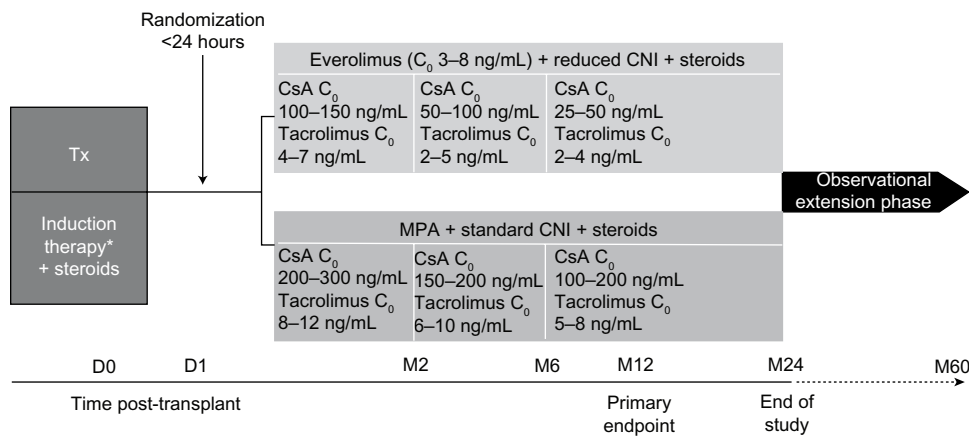 Randomization
<24 hours
Tx
Induction
therapy*
+ steroids
Everolimus (C₀ 3–8 ng/mL) + reduced CNI + steroids
CsA C₀
100–150 ng/mL
Tacrolimus C₀
4–7 ng/mL
CsA C₀
50–100 ng/mL
Tacrolimus C₀
2–5 ng/mL
CsA C₀
25–50 ng/mL
Tacrolimus C₀
2–4 ng/mL
MPA + standard CNI + steroids
CsA C₀
200–300 ng/mL
Tacrolimus C₀
8–12 ng/mL
CsA C₀
150–200 ng/mL
Tacrolimus C₀
6–10 ng/mL
CsA C₀
100–200 ng/mL
Tacrolimus C₀
5–8 ng/mL
Observational
extension phase
D0 D1 M2 M6 M12 M24 M60
Time post-transplant
Primary
endpoint
End of
study